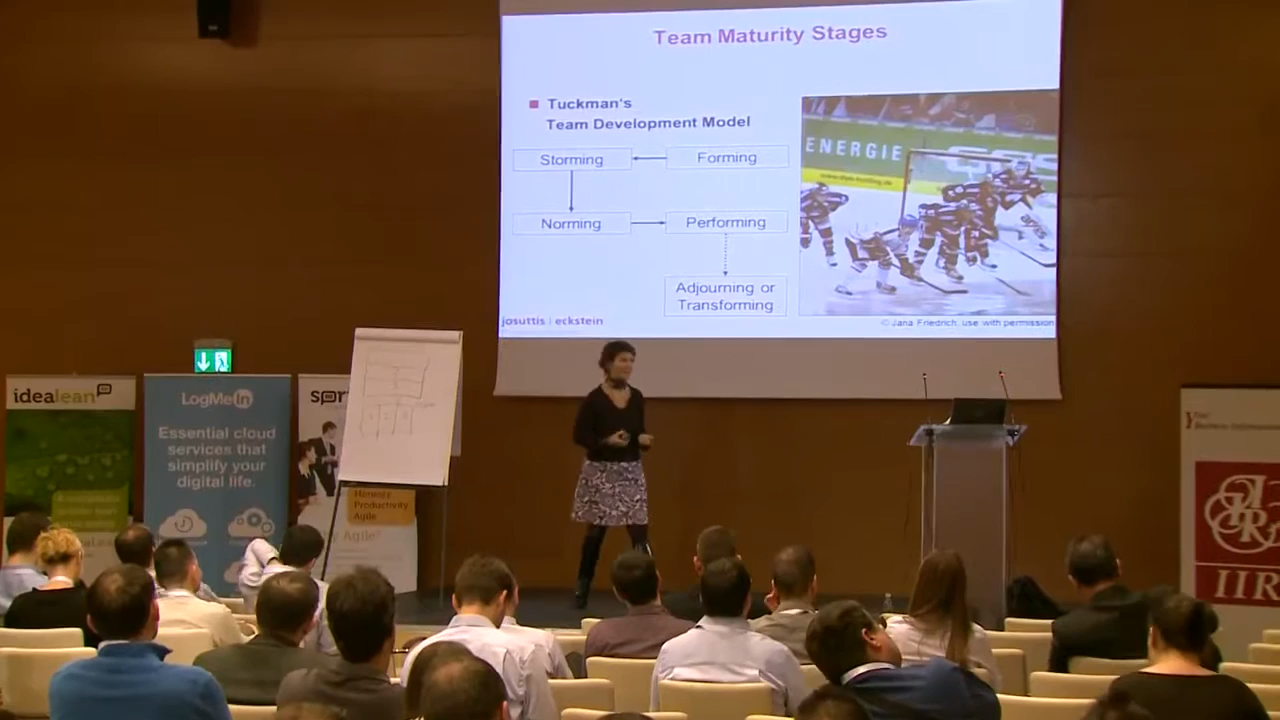 Team Maturity Stages
Tuckman's
Team Development Model
Storming
Forming
Norming
Performing
Adjourning or
Transforming
josuttis | eckstein
© Jana Friedrich, use with permission
ENERGIE
idealean
LogMeIn
Essential cloud
services that
simplify your
digital life.
Honesty
Productivity
Agile
Agile?
IIR